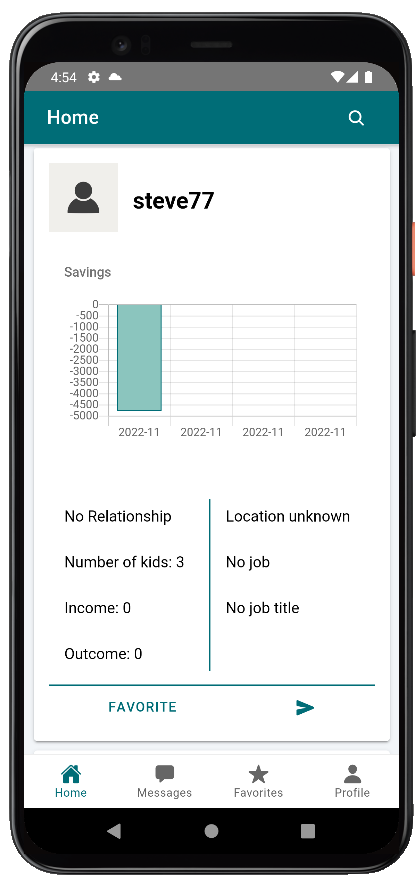 4:54
Home
steve77
Savings
0
-500
-1000
-1500
-2000
-2500
-3000
-3500
-4000
-4500
-5000
2022-11 2022-11 2022-11 2022-11
No Relationship
Location unknown
Number of kids: 3
No job
Income: 0
No job title
Outcome: 0
FAVORITE
Home Messages Favorites Profile